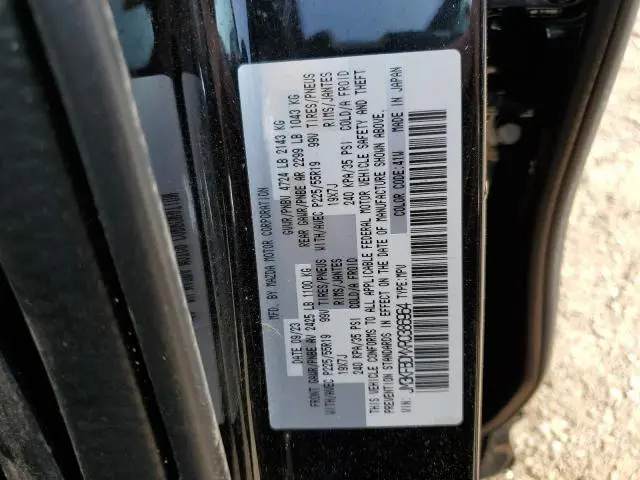 MFD. BY MAZDA MOTOR CORPORATION
DATE 09/23 GVWR/PNBV 4724 LB 2143 KG
FRONT GAWR/PNBE AV 2425 LB 1100 KG REAR GAWR/PNBE AR 2299 LB 1043 KG
WITH/AVEC P225/55R19 99V TIRES/PNEUS WITH/AVEC P225/55R19 99V TIRES/PNEUS
19X7J RIMS/JANTES 19X7J RIMS/JANTES
240 KPA/35 PSI COLD/A FROID 240 KPA/35 PSI COLD/A FROID
THIS VEHICLE CONFORMS TO ALL APPLICABLE FEDERAL MOTOR VEHICLE SAFETY AND THEFT
PREVENTION STANDARDS IN EFFECT ON THE DATE OF MANUFACTURE SHOWN ABOVE.
VIN: TYPE:MPV COLOR CODE:41W MADE IN JAPAN